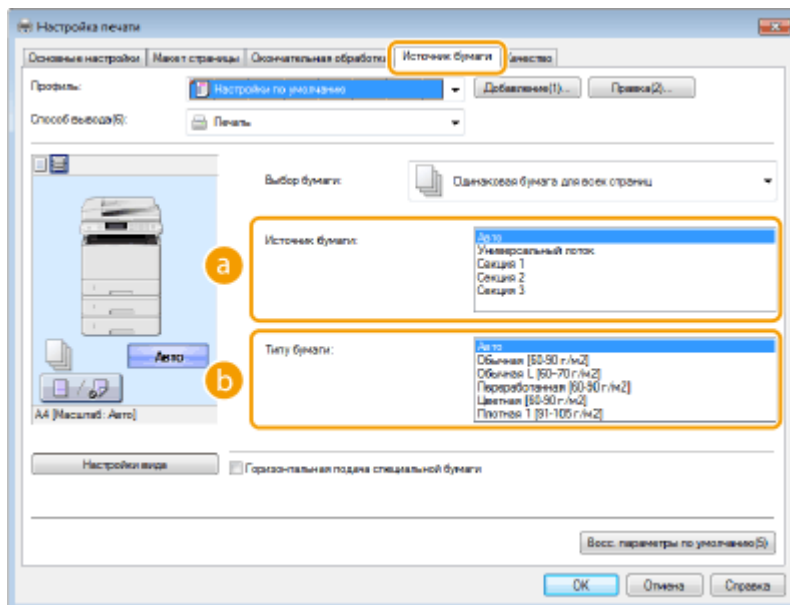 Настройка печати
Основные настройки Макет страницы Окончательная обработка Источник бумаги Качество
Профиль: Настройки по умолчанию Добавление(1)... Правка(2)...
Способ вывода(6): Печать
Выбор бумаги: Одинаковая бумага для всех страниц
a
Источник бумаги:
Авто
Универсальный лоток
Секция 1
Секция 2
Секция 3
b
Типу бумаги:
Авто
Обычная [60-90 г/м2]
Обычная L [60-70 г/м2]
Переработанная [60-90 г/м2]
Цветная [60-90 г/м2]
Плотная 1 [91-105 г/м2]
Авто
A4 [Масштаб: Авто]
Настройки вида
Горизонтальная подача специальной бумаги
Восс. параметры по умолчанию(5)
OK Отмена Справка